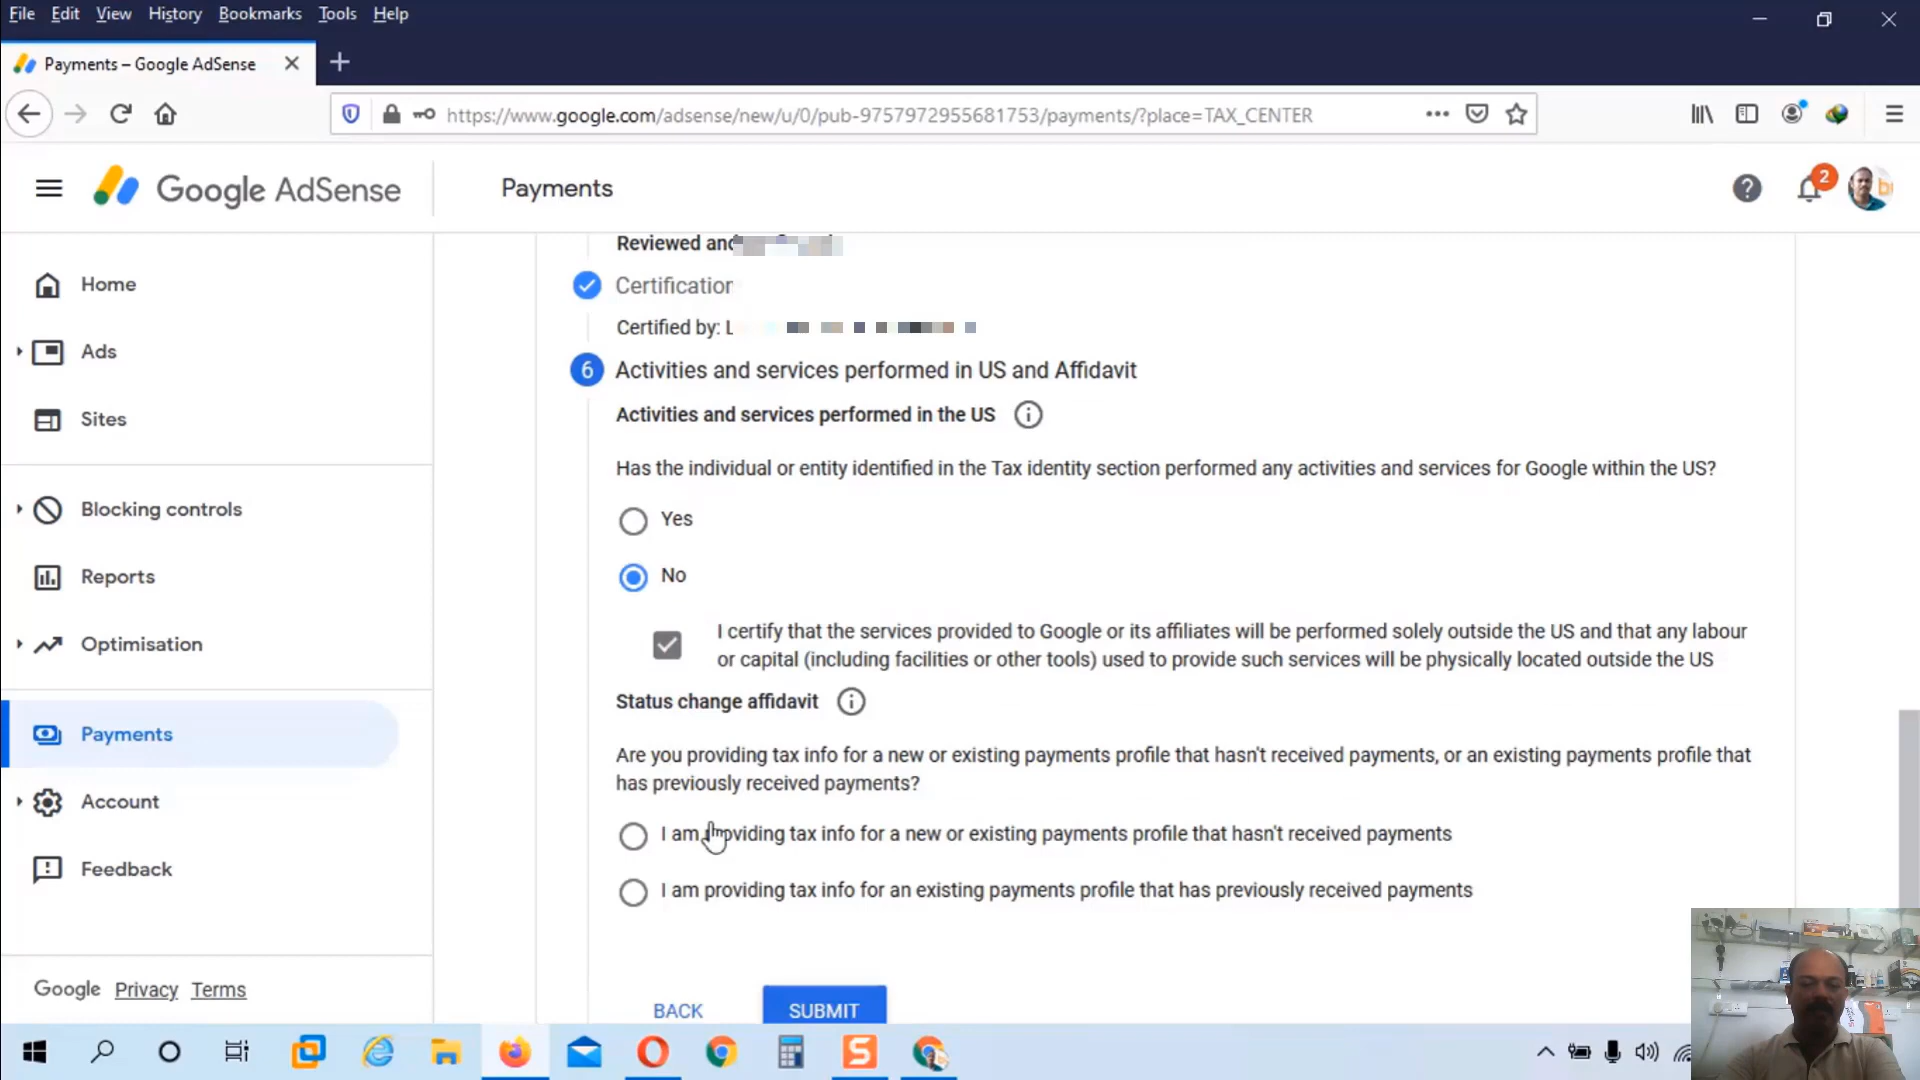 File Edit View History Bookmarks Tools Help
Payments – Google AdSense
https://www.google.com/adsense/new/u/0/pub-9757972955681753/payments/?place=TAX_CENTER
Google AdSense
Payments
2
Home
Ads
Sites
Blocking controls
Reports
Optimisation
Payments
Account
Feedback
Google Privacy Terms
Reviewed and
Certification
Certified by:
6 Activities and services performed in US and Affidavit
Activities and services performed in the US
Has the individual or entity identified in the Tax identity section performed any activities and services for Google within the US?
Yes
No
I certify that the services provided to Google or its affiliates will be performed solely outside the US and that any labour
or capital (including facilities or other tools) used to provide such services will be physically located outside the US
Status change affidavit
Are you providing tax info for a new or existing payments profile that hasn't received payments, or an existing payments profile that
has previously received payments?
I am providing tax info for a new or existing payments profile that hasn't received payments
I am providing tax info for an existing payments profile that has previously received payments
BACK
SUBMIT